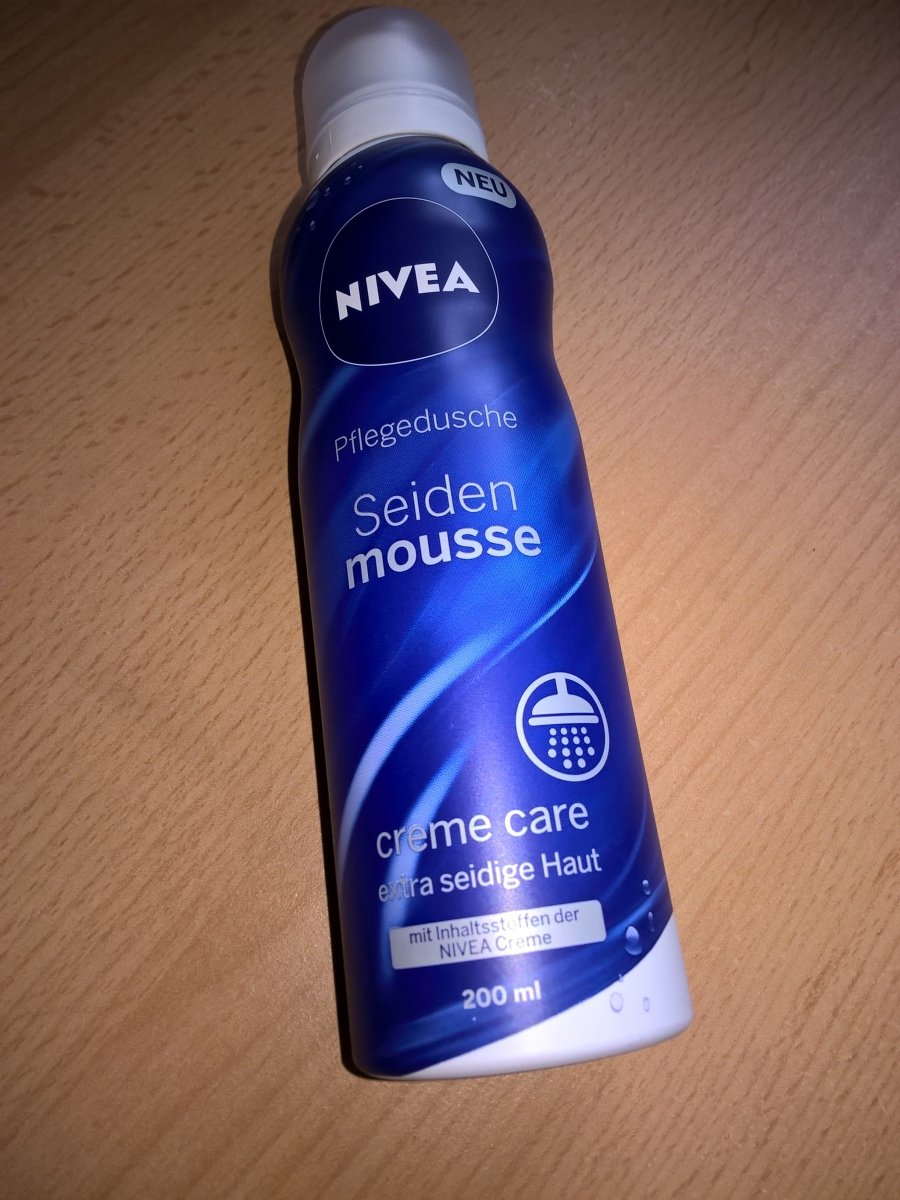 NEU
NIVEA
Pflegedusche
Seiden
mousse
creme care
extra seidige Haut
mit Inhaltsstoffen der
NIVEA Creme
200 ml